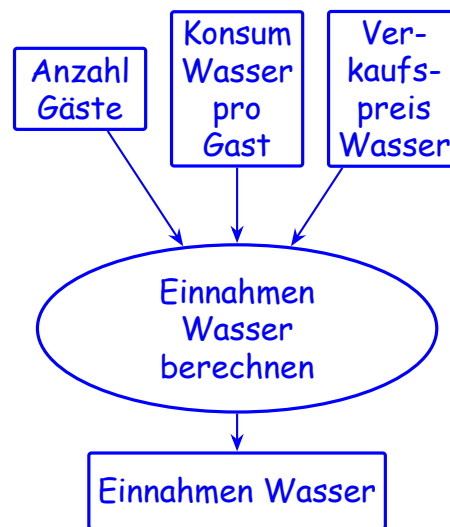 Anzahl
Gäste
Konsum
Wasser
pro
Gast
Ver-
kaufs-
preis
Wasser
Einnahmen
Wasser
berechnen
Einnahmen Wasser